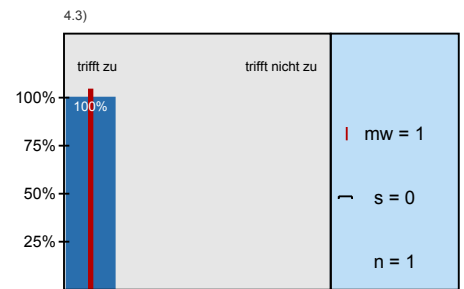 4.3)
trifft zu
trifft nicht zu
100%
100%
75%
mw = 1
50%
s = 0
25%
n = 1